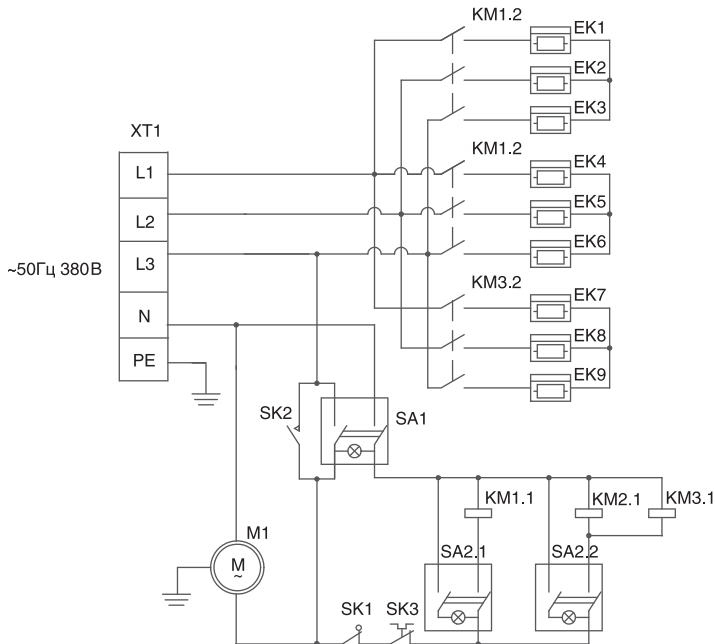 KM1.2
EK1
EK2
EK3
XT1
KM1.2
L1
EK4
L2
EK5
~50Гц 380В
L3
EK6
KM3.2
EK7
N
EK8
PE
EK9
SK2
SA1
KM1.1
KM2.1
KM3.1
M1
SA2.1
SA2.2
M
~
SK1
SK3